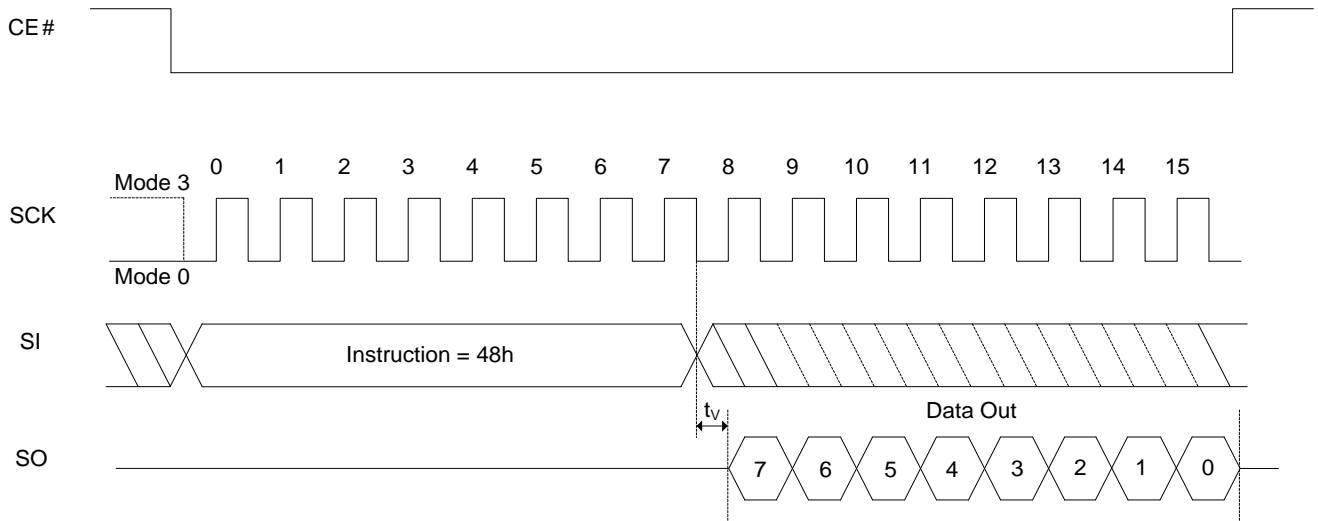 CE#
0 1 2 3 4 5 6 7 8 9 10 11 12 13 14 15
Mode 3
SCK
Mode 0
SI
Instruction = 48h
tV
Data Out
SO
7 6 5 4 3 2 1 0